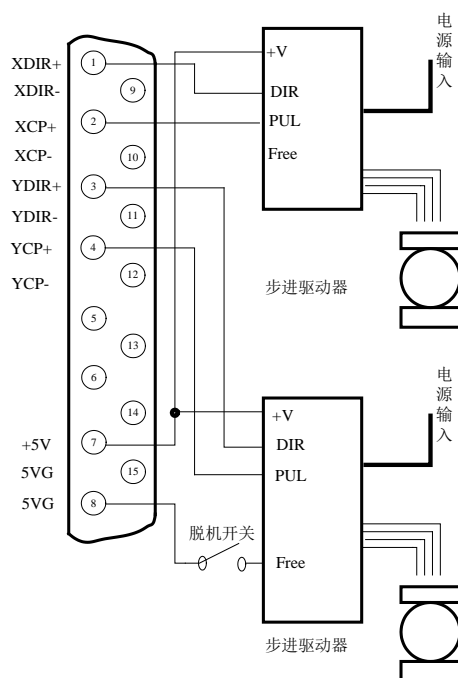 XDIR+
1
XDIR-
9
XCP+
2
XCP-
10
YDIR+
3
YDIR-
11
YCP+
4
YCP-
12
5
13
6
14
+5V
7
5VG
15
5VG
8
+V
DIR
PUL
Free
电源输入
步进驱动器
+V
DIR
PUL
Free
电源输入
脱机开关
步进驱动器